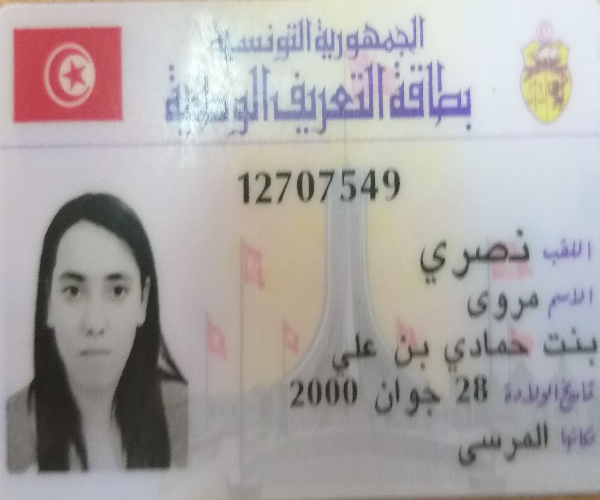 الجمهورية التونسية
بطاقة التعريف الوطنية
12707549
اللقب نصري
الاسم مروى
بنت حمادي بن علي
تاريخ الولادة 28 جوان 2000
مكانها المرسى